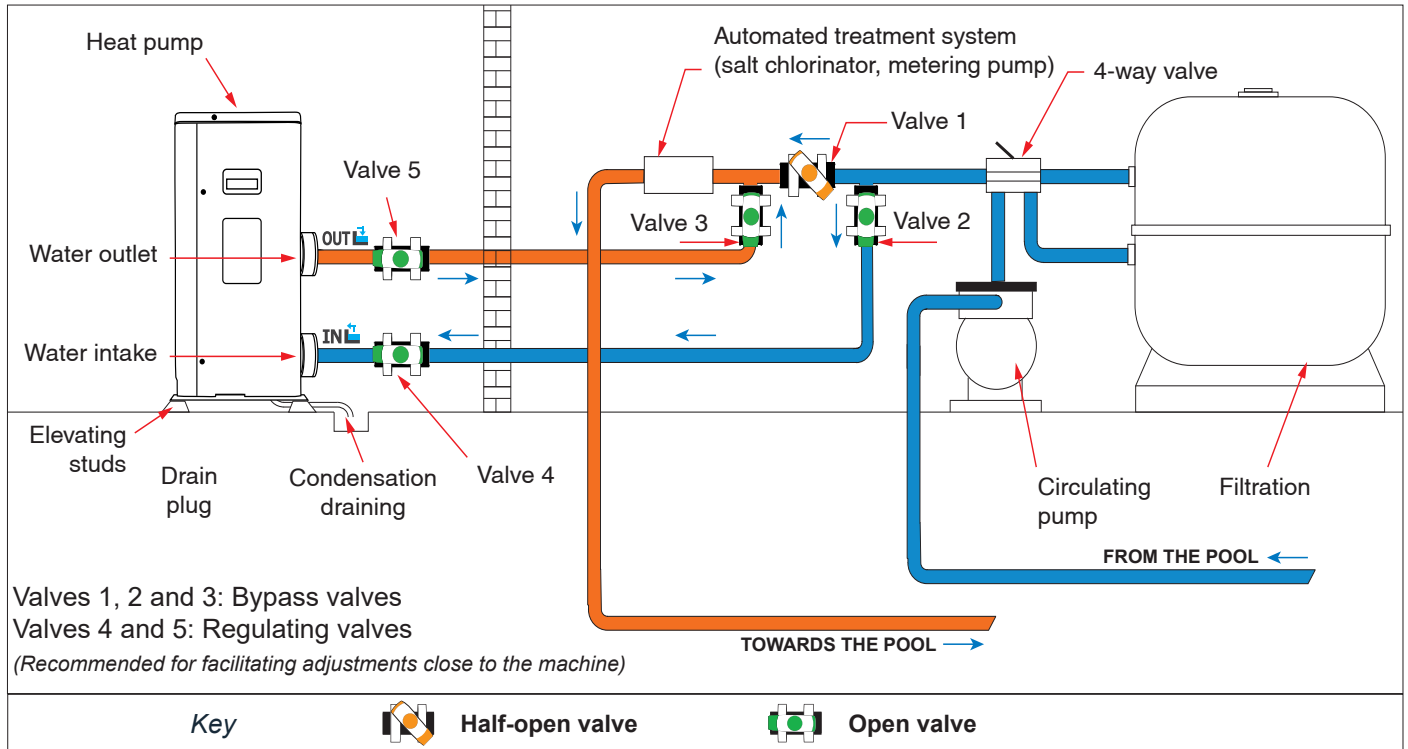 Heat pump
Automated treatment system
(salt chlorinator, metering pump)
4-way valve
Valve 1
Valve 5
Valve 3
Valve 2
OUT
Water outlet
IN
Water intake
Elevating
studs
Drain
plug
Condensation
draining
Valve 4
Circulating
pump
Filtration
FROM THE POOL
Valves 1, 2 and 3: Bypass valves
Valves 4 and 5: Regulating valves
(Recommended for facilitating adjustments close to the machine)
TOWARDS THE POOL
Key
Half-open valve
Open valve